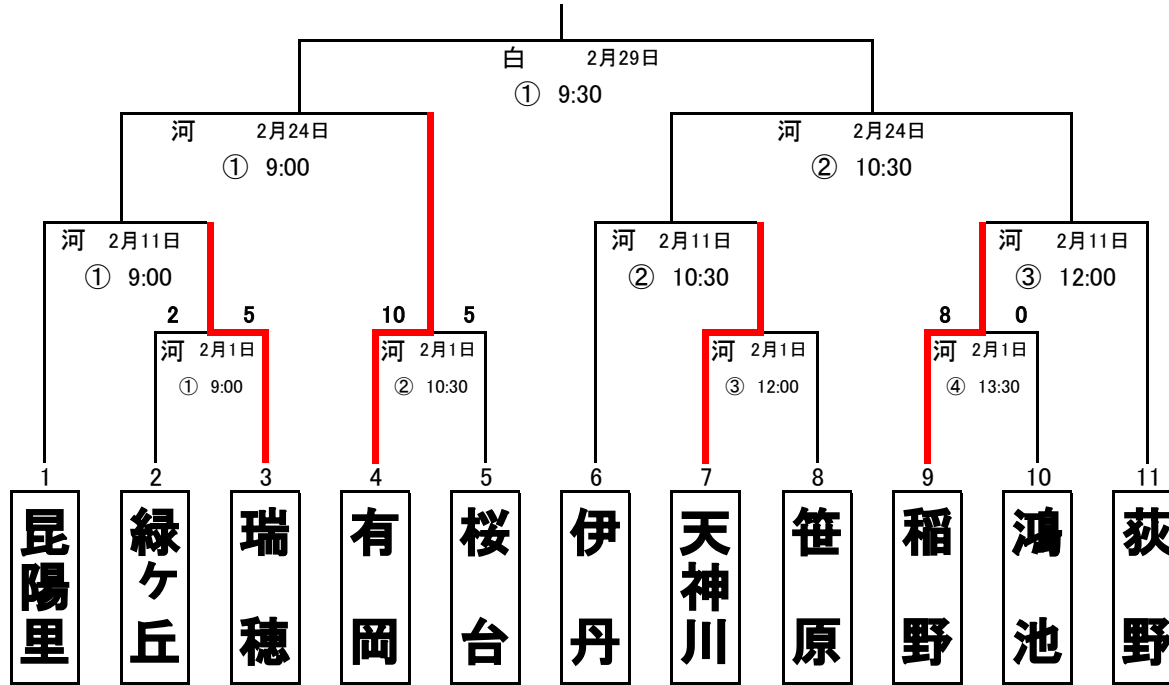 白 2月29日
① 9:30
河 2月24日
① 9:00
河 2月24日
② 10:30
河 2月11日
① 9:00
河 2月11日
② 10:30
河 2月11日
③ 12:00
2 5
10 5
8 0
河 2月1日
① 9:00
河 2月1日
② 10:30
河 2月1日
③ 12:00
河 2月1日
④ 13:30
1 2 3 4 5 6 7 8 9 10 11
昆陽里
緑ケ丘
瑞穂
有岡
桜台
伊丹
天神川
笹原
稲野
鴻池
荻野